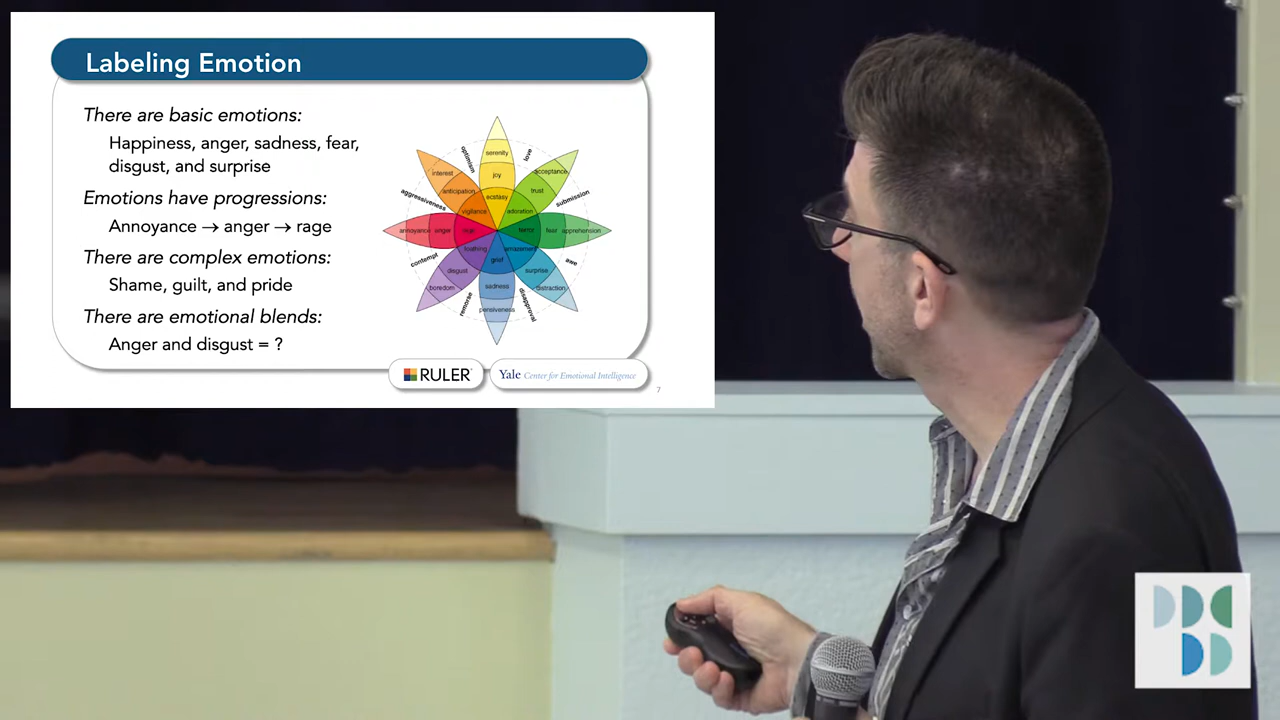 Labeling Emotion
There are basic emotions:
Happiness, anger, sadness, fear,
disgust, and surprise
Emotions have progressions:
Annoyance → anger → rage
There are complex emotions:
Shame, guilt, and pride
There are emotional blends:
Anger and disgust = ?
serenity
joy
ecstasy
love
acceptance
trust
adoration
submission
terror
fear
apprehension
awe
amazement
surprise
distraction
disapproval
grief
sadness
pensiveness
remorse
loathing
disgust
boredom
contempt
rage
anger
annoyance
aggressiveness
vigilance
anticipation
interest
optimism
RULER
Yale Center for Emotional Intelligence
7